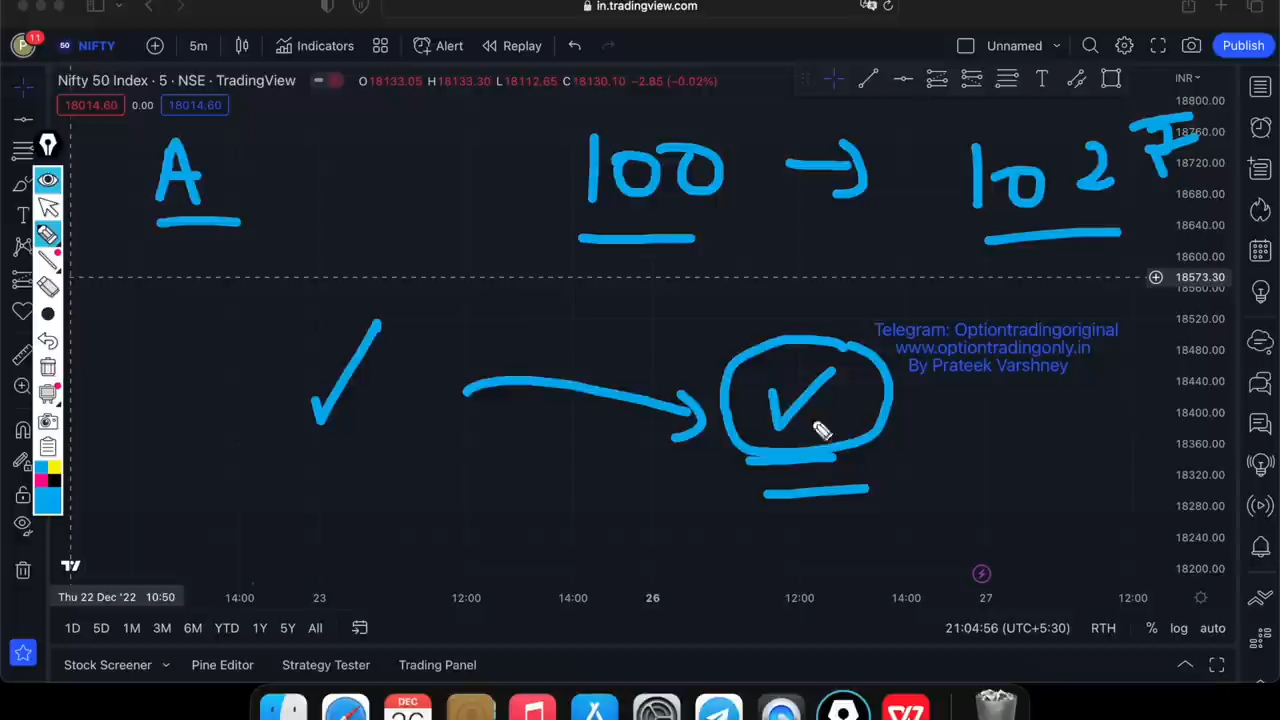 in.tradingview.com
11
P
50 NIFTY
5m
Indicators
Alert
Replay
Unnamed
Publish
Nifty 50 Index · 5 · NSE · TradingView
O18133.05 H18133.30 L18112.65 C18130.10 −2.85 (−0.02%)
INR
18014.60 0.00 18014.60
18800.00
18760.00
18720.00
18680.00
18640.00
18600.00
18573.30
18560.00
18520.00
18480.00
18440.00
18400.00
18360.00
18320.00
18280.00
18240.00
18200.00
A
100 → 102
Telegram: Optiontradingoriginal
www.optiontradingonly.in
By Prateek Varshney
Thu 22 Dec '22 10:50
14:00 23 12:00 14:00 26 12:00 14:00 27 12:00
1D 5D 1M 3M 6M YTD 1Y 5Y All
21:04:56 (UTC+5:30) RTH % log auto
Stock Screener Pine Editor Strategy Tester Trading Panel
DEC